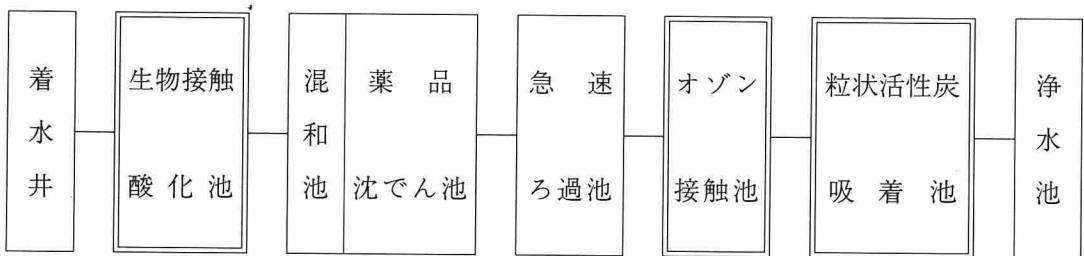 着水井
生物接触
酸化池
混和池
薬品
沈でん池
急速
ろ過池
オゾン
接触池
粒状活性炭
吸着池
浄水池